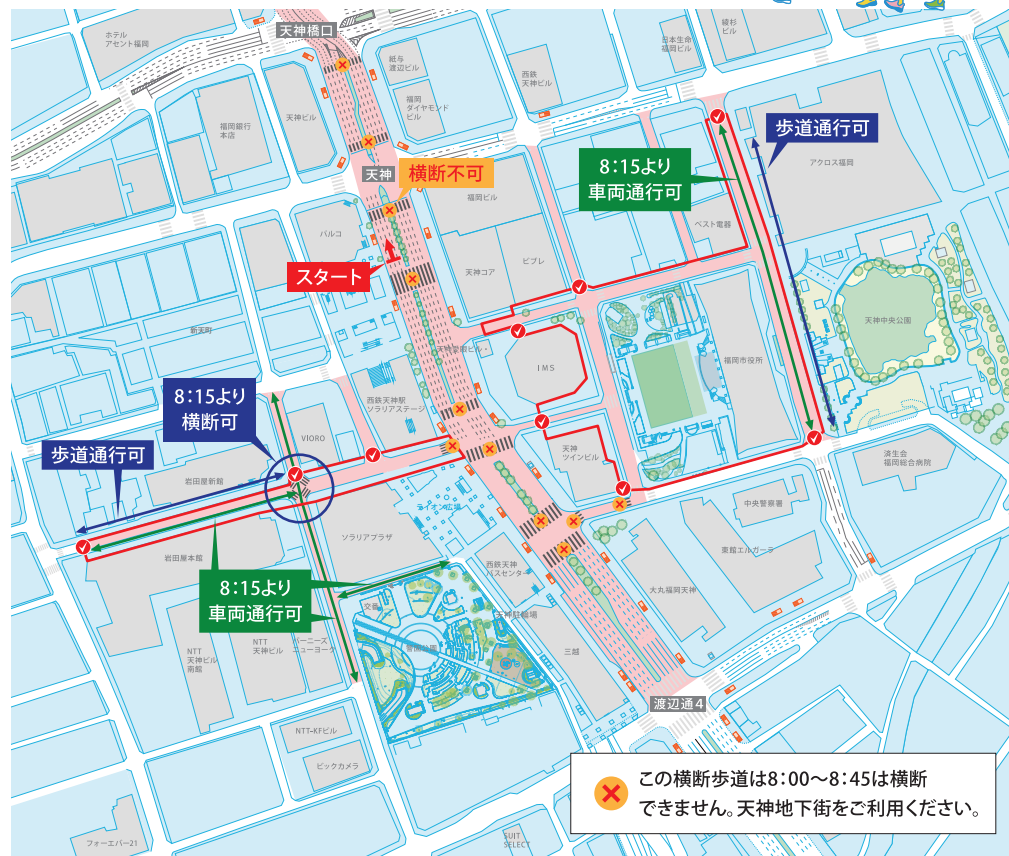 天神橋口
ホテル
アセント福岡
紙与
渡辺ビル
日本生命
福岡ビル
綾杉
ビル
西鉄
天神ビル
福岡
ダイヤモンド
ビル
天神ビル
福岡銀行
本店
歩道通行可
アクロス福岡
天神
横断不可
8:15より
車両通行可
福岡ビル
パルコ
ベスト電器
スタート
天神コア
ビブレ
天神中央公園
新天町
IMS
福岡市役所
8:15より
横断可
西鉄天神駅
ソラリアステージ
VIORO
歩道通行可
岩田屋新館
天神
ツインビル
済生会
福岡総合病院
中央警察署
ライオン広場
ソラリアプラザ
岩田屋本館
西鉄天神
バスセンター
東館エルガーラ
8:15より
車両通行可
大丸福岡天神
交番
天神駐輪場
警固公園
NTT
天神ビル
バーニーズ
ニューヨーク
NTT
天神ビル
南館
三越
渡辺通4
NTT-KFビル
ビックカメラ
この横断歩道は8:00〜8:45は横断
できません。天神地下街をご利用ください。
フォーエバー21
SUIT
SELECT